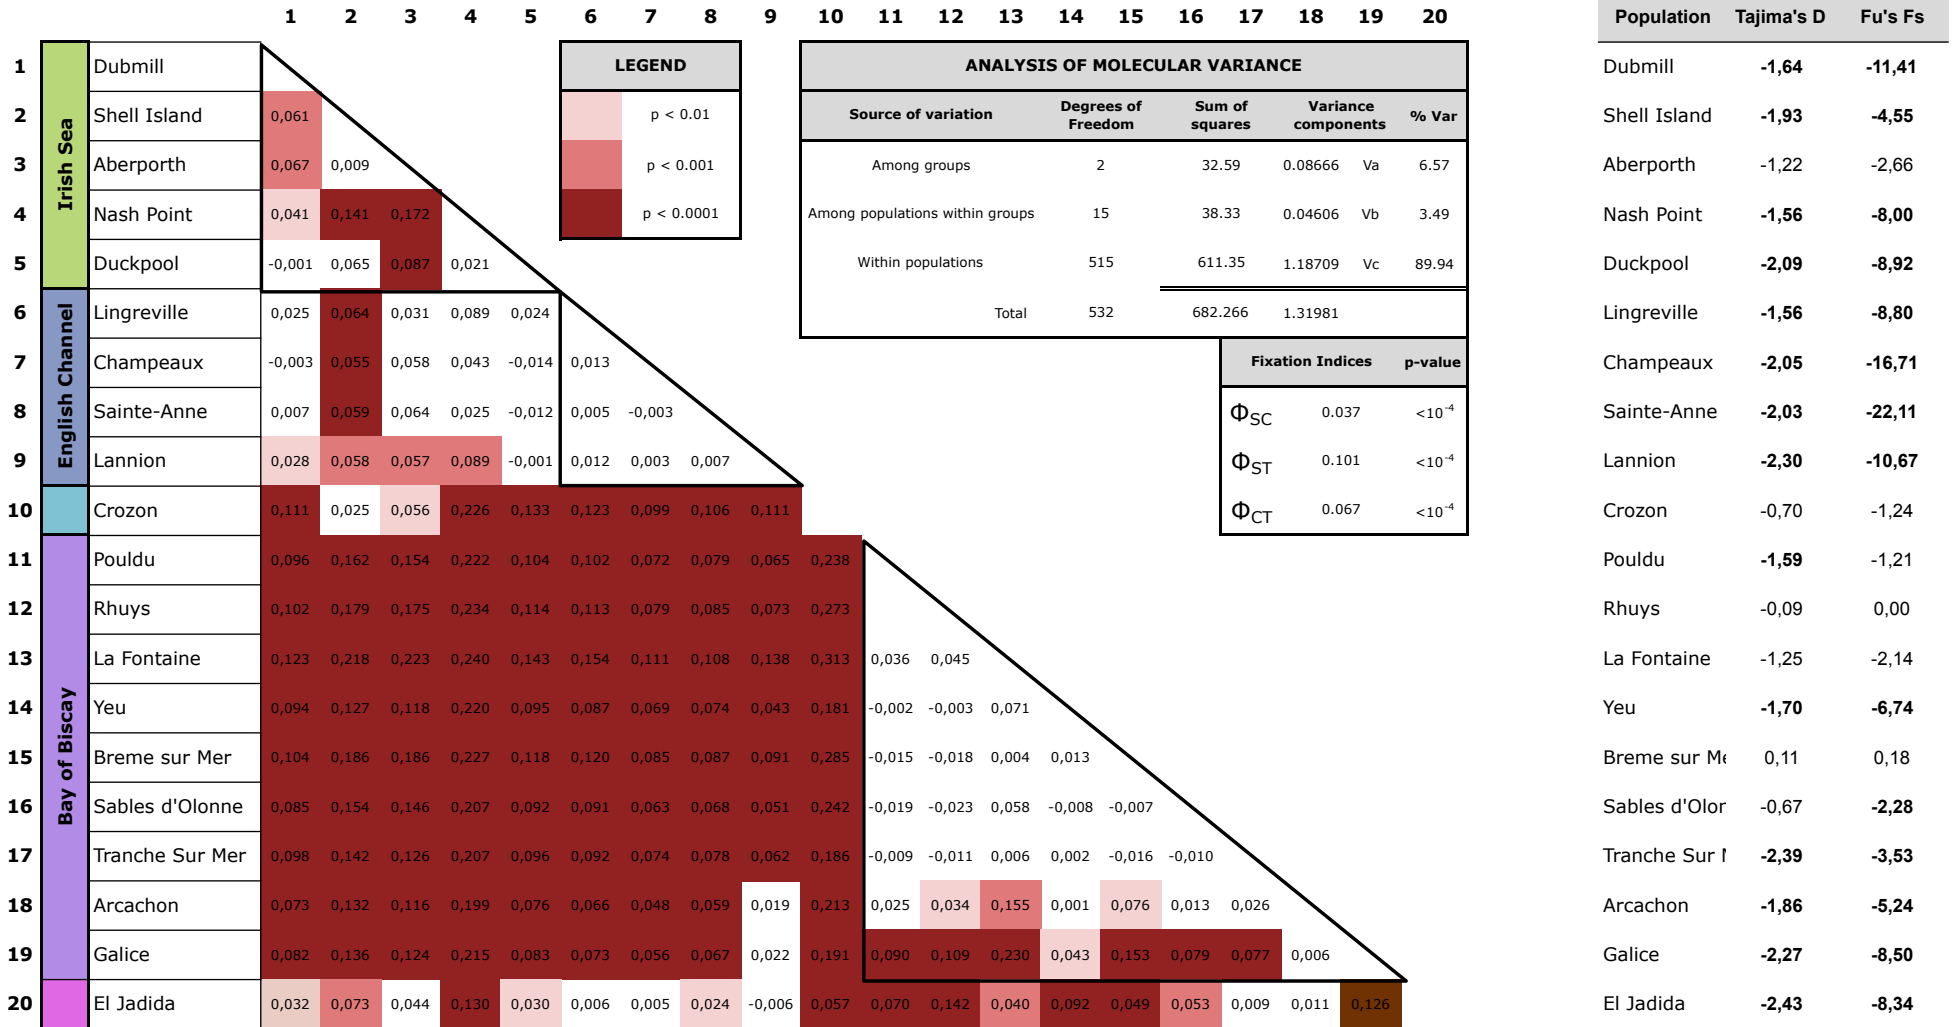 1 2 3 4 5 6 7 8 9 10 11 12 13 14 15 16 17 18 19 20
Population Tajima's D Fu's Fs
LEGEND
p < 0.01
p < 0.001
p < 0.0001
ANALYSIS OF MOLECULAR VARIANCE
Source of variation Degrees of Freedom Sum of squares Variance components % Var
Among groups 2 32.59 0.08666 Va 6.57
Among populations within groups 15 38.33 0.04606 Vb 3.49
Within populations 515 611.35 1.18709 Vc 89.94
Total 532 682.266 1.31981
Fixation Indices p-value
ΦSC 0.037 <10-4
ΦST 0.101 <10-4
ΦCT 0.067 <10-4
Irish Sea
English Channel
Bay of Biscay
1 Dubmill
2 Shell Island 0,061
3 Aberporth 0,067 0,009
4 Nash Point 0,041 0,141 0,172
5 Duckpool -0,001 0,065 0,087 0,021
6 Lingreville 0,025 0,064 0,031 0,089 0,024
7 Champeaux -0,003 0,055 0,058 0,043 -0,014 0,013
8 Sainte-Anne 0,007 0,059 0,064 0,025 -0,012 0,005 -0,003
9 Lannion 0,028 0,058 0,057 0,089 -0,001 0,012 0,003 0,007
10 Crozon 0,111 0,025 0,056 0,226 0,133 0,123 0,099 0,106 0,111
11 Pouldu 0,096 0,162 0,154 0,222 0,104 0,102 0,072 0,079 0,065 0,238
12 Rhuys 0,102 0,179 0,175 0,234 0,114 0,113 0,079 0,085 0,073 0,273
13 La Fontaine 0,123 0,218 0,223 0,240 0,143 0,154 0,111 0,108 0,138 0,313 0,036 0,045
14 Yeu 0,094 0,127 0,118 0,220 0,095 0,087 0,069 0,074 0,043 0,181 -0,002 -0,003 0,071
15 Breme sur Mer 0,104 0,186 0,186 0,227 0,118 0,120 0,085 0,087 0,091 0,285 -0,015 -0,018 0,004 0,013
16 Sables d'Olonne 0,085 0,154 0,146 0,207 0,092 0,091 0,063 0,068 0,051 0,242 -0,019 -0,023 0,058 -0,008 -0,007
17 Tranche Sur Mer 0,098 0,142 0,126 0,207 0,096 0,092 0,074 0,078 0,062 0,186 -0,009 -0,011 0,006 0,002 -0,016 -0,010
18 Arcachon 0,073 0,132 0,116 0,199 0,076 0,066 0,048 0,059 0,019 0,213 0,025 0,034 0,155 0,001 0,076 0,013 0,026
19 Galice 0,082 0,136 0,124 0,215 0,083 0,073 0,056 0,067 0,022 0,191 0,090 0,109 0,230 0,043 0,153 0,079 0,077 0,006
20 El Jadida 0,032 0,073 0,044 0,130 0,030 0,006 0,005 0,024 -0,006 0,057 0,070 0,142 0,040 0,092 0,049 0,053 0,009 0,011 0,126
Dubmill -1,64 -11,41
Shell Island -1,93 -4,55
Aberporth -1,22 -2,66
Nash Point -1,56 -8,00
Duckpool -2,09 -8,92
Lingreville -1,56 -8,80
Champeaux -2,05 -16,71
Sainte-Anne -2,03 -22,11
Lannion -2,30 -10,67
Crozon -0,70 -1,24
Pouldu -1,59 -1,21
Rhuys -0,09 0,00
La Fontaine -1,25 -2,14
Yeu -1,70 -6,74
Breme sur Me 0,11 0,18
Sables d'Olor -0,67 -2,28
Tranche Sur -2,39 -3,53
Arcachon -1,86 -5,24
Galice -2,27 -8,50
El Jadida -2,43 -8,34